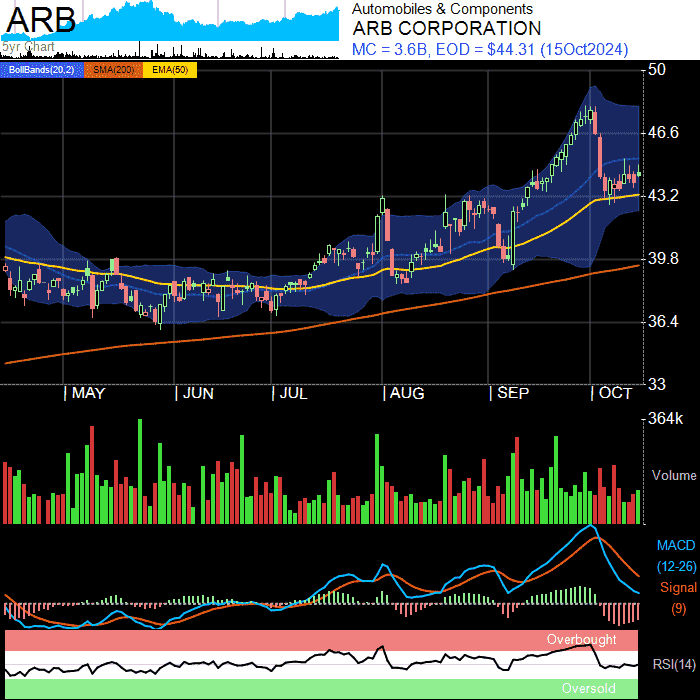 ARB
5yr Chart
Automobiles & Components
ARB CORPORATION
MC = 3.6B, EOD = $44.31 (15Oct2024)
BollBands(20,2) SMA(200) EMA(50)
50
46.6
43.2
39.8
36.4
33
MAY JUN JUL AUG SEP OCT
364k
Volume
MACD
(12-26)
Signal
(9)
Overbought
RSI(14)
Oversold